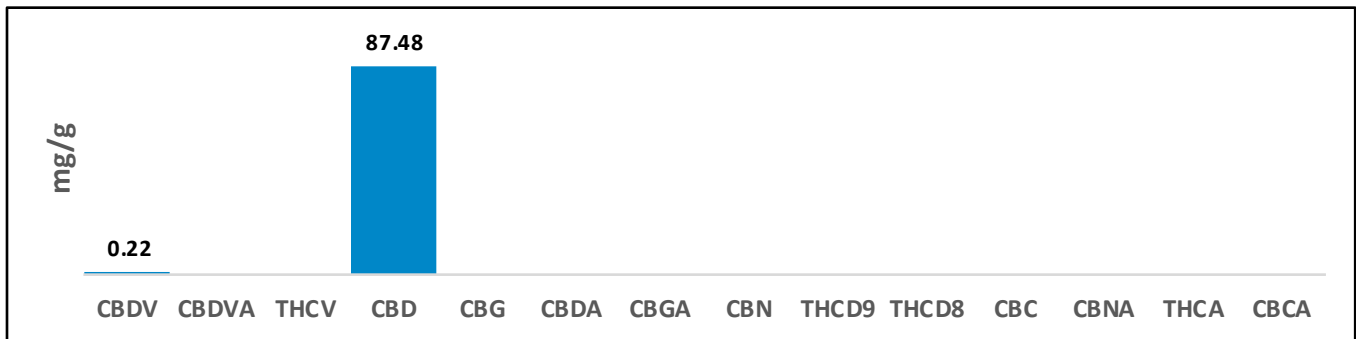 87.48
mg/g
0.22
CBDV CBDVA THCV CBD CBG CBDA CBGA CBN THCD9 THCD8 CBC CBNA THCA CBCA